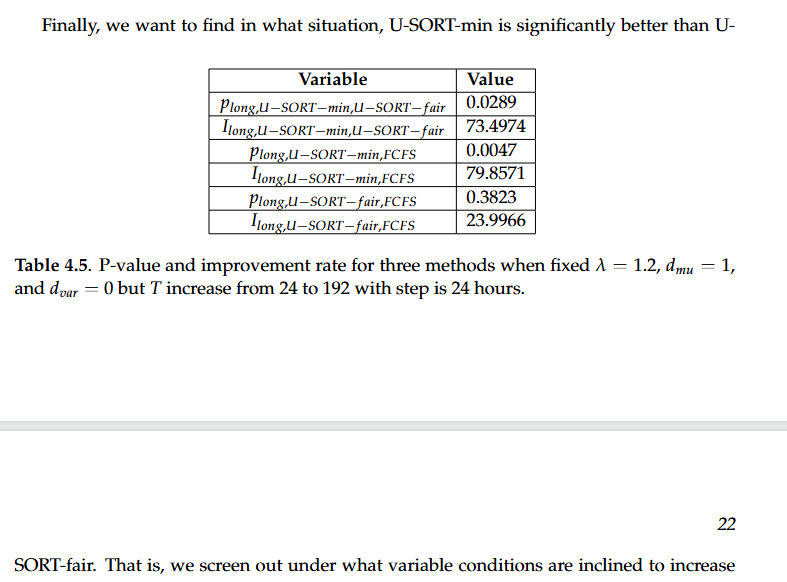 Finally, we want to find in what situation, U-SORT-min is significantly better than U-
Variable Value
p_{long,U−SORT−min,U−SORT−fair} 0.0289
I_{long,U−SORT−min,U−SORT−fair} 73.4974
p_{long,U−SORT−min,FCFS} 0.0047
I_{long,U−SORT−min,FCFS} 79.8571
p_{long,U−SORT−fair,FCFS} 0.3823
I_{long,U−SORT−fair,FCFS} 23.9966
Table 4.5. P-value and improvement rate for three methods when fixed λ = 1.2, d_{mu} = 1,
and d_{var} = 0 but T increase from 24 to 192 with step is 24 hours.
22
SORT-fair. That is, we screen out under what variable conditions are inclined to increase